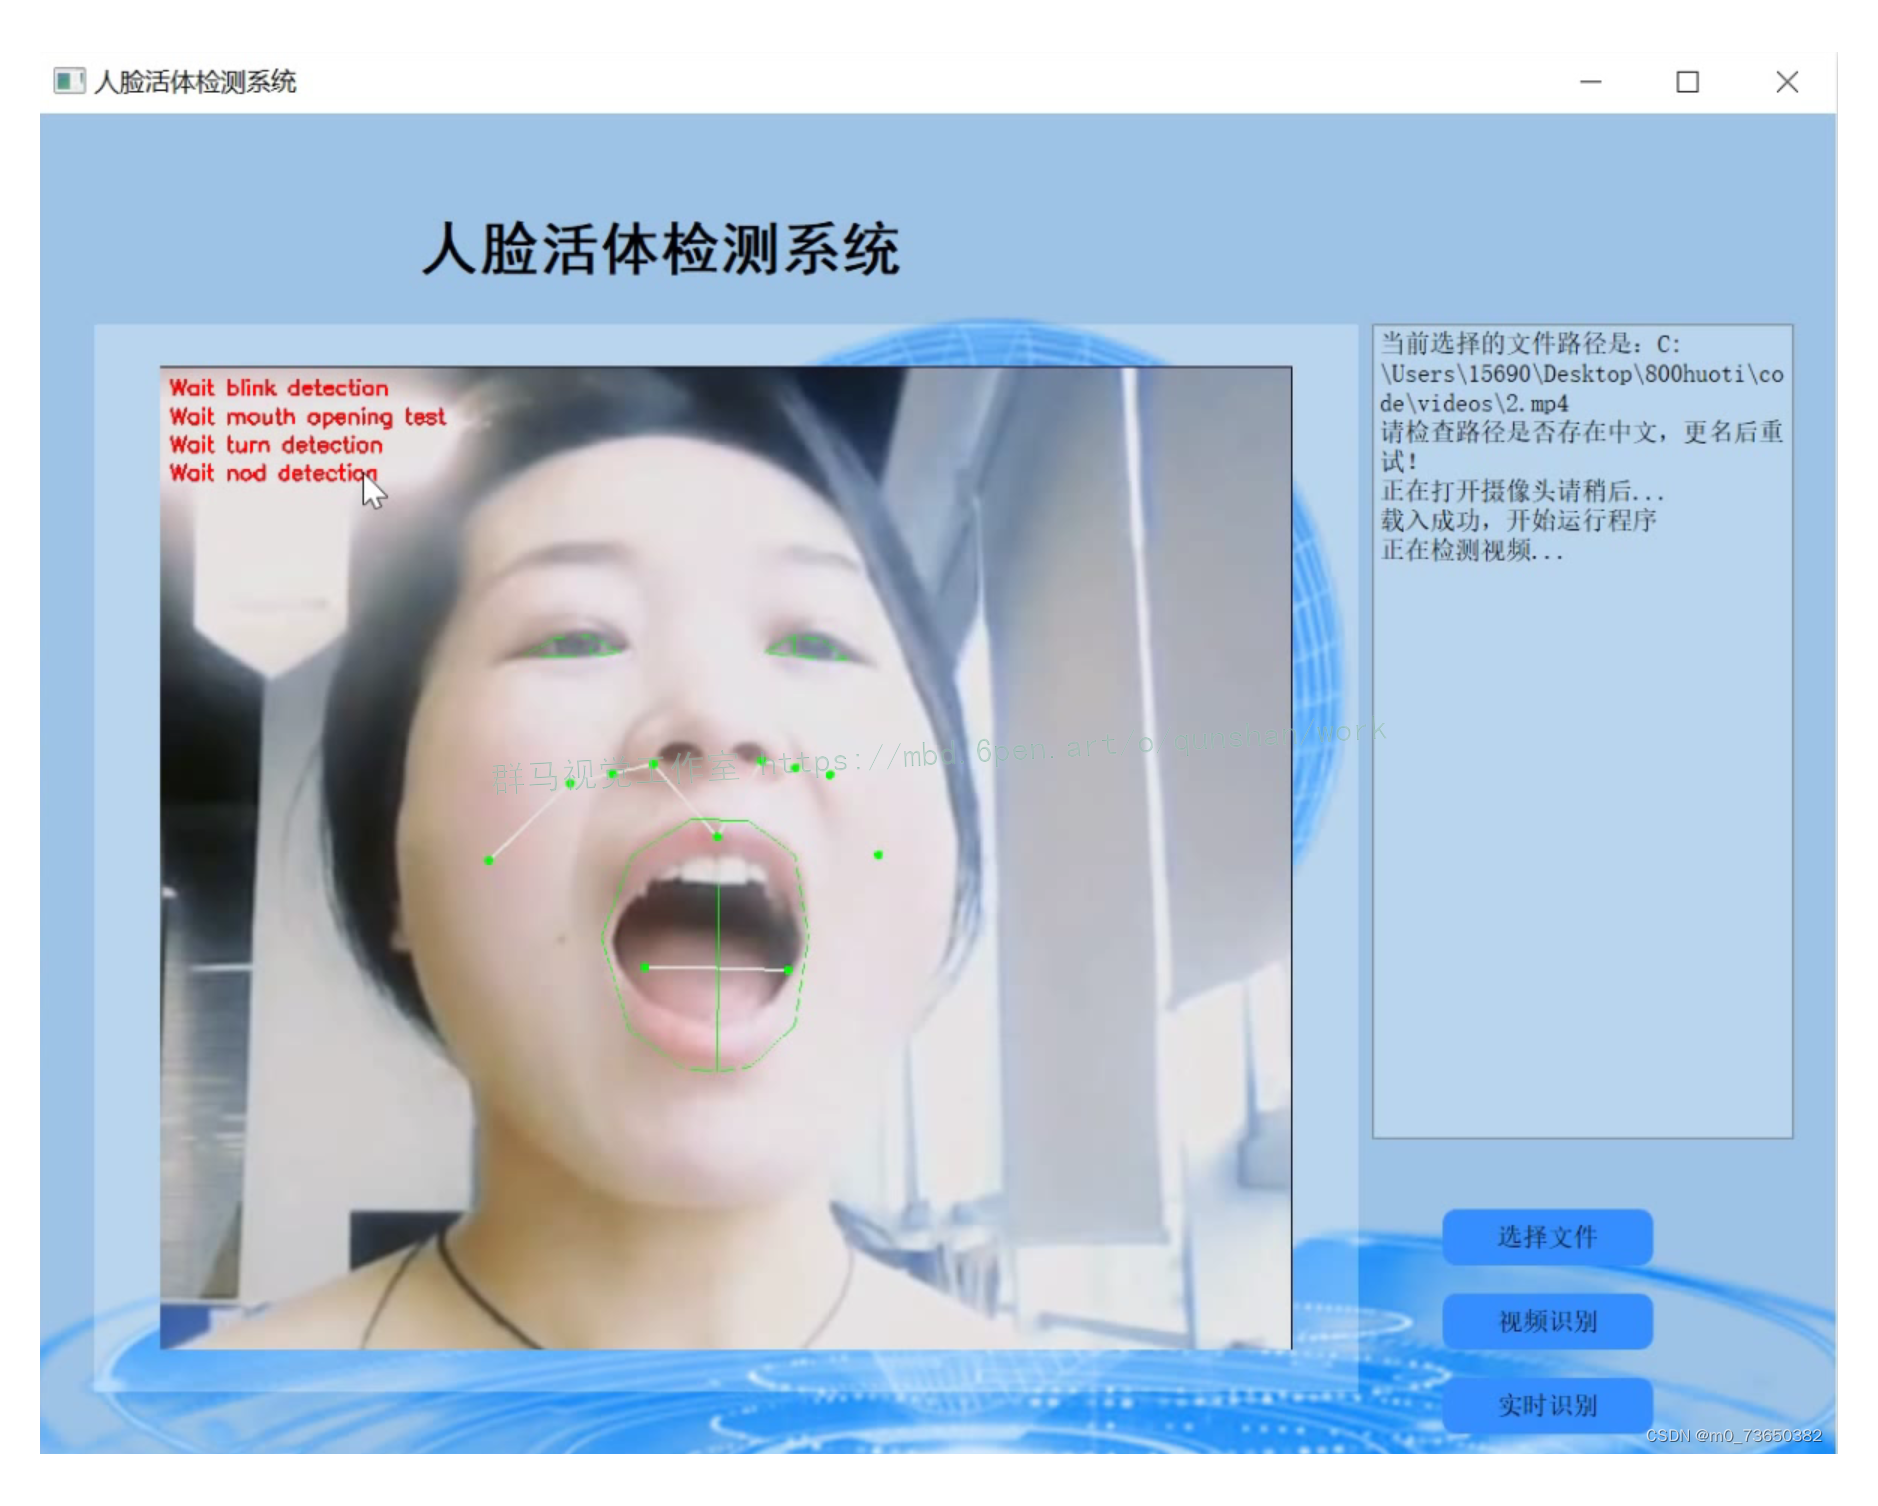 人脸活体检测系统
人脸活体检测系统
Wait blink detection
Wait mouth opening test
Wait turn detection
Wait nod detection
当前选择的文件路径是：C:
\Users\15690\Desktop\800huoti\co
de\videos\2.mp4
请检查路径是否存在中文，更名后重
试！
正在打开摄像头请稍后...
载入成功，开始运行程序
正在检测视频...
群马视觉工作室 https://mbd
选择文件
视频识别
实时识别
CSDN @m0_73650382